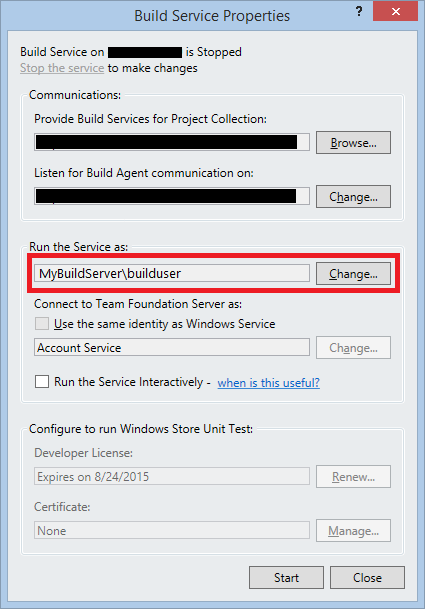 Build Service Properties
?
Build Service on is Stopped
Stop the service to make changes
Communications:
Provide Build Services for Project Collection:
Browse...
Listen for Build Agent communication on:
Change...
Run the Service as:
MyBuildServer\builduser Change...
Connect to Team Foundation Server as:
Use the same identity as Windows Service
Account Service Change...
Run the Service Interactively - when is this useful?
Configure to run Windows Store Unit Test:
Developer License:
Expires on 8/24/2015 Renew...
Certificate:
None Manage...
Start Close